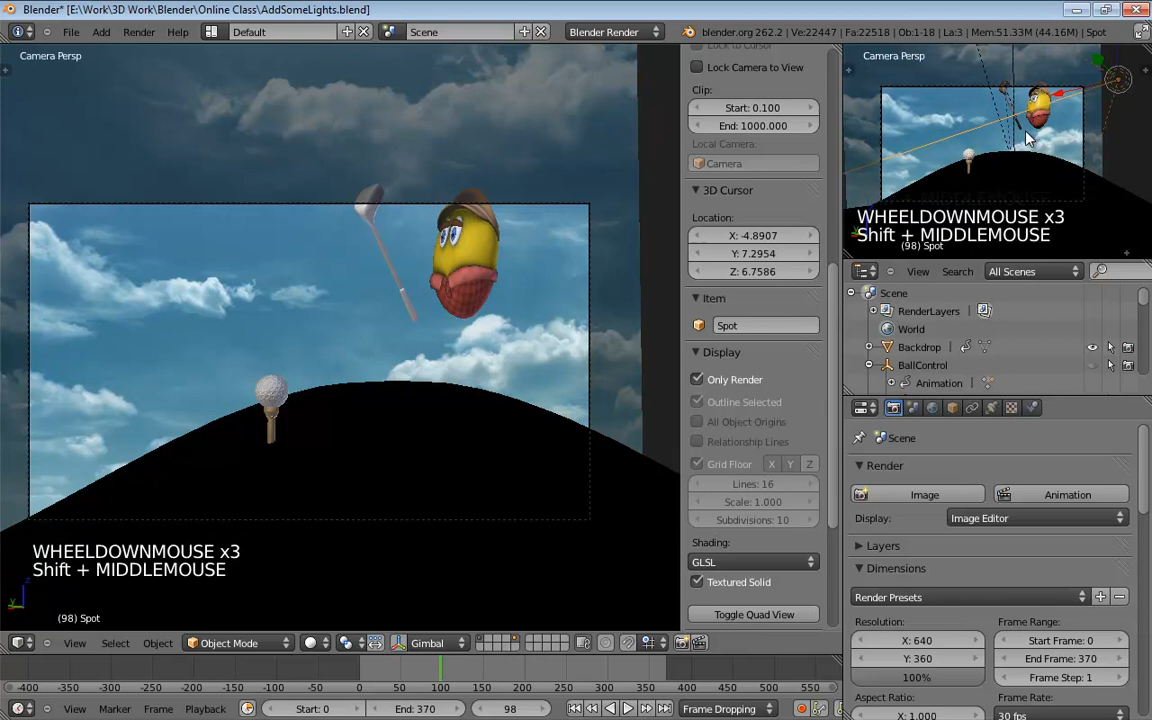 Blender* [E:\Work\3D Work\Blender\Online Class\AddSomeLights.blend]
File Add Render Help Default Scene Blender Render blender.org 262.2 Ve:22447 | Fa:22518 | Ob:1-18 | La:3 | Mem:51.33M (44.16M) | Spot
Camera Persp
Lock to Cursor
Lock Camera to View
Clip:
Start: 0.100
End: 1000.000
Local Camera:
Camera
3D Cursor
Location:
X: -4.8907
Y: 7.2954
Z: 6.7586
Item
Spot
Display
Only Render
Outline Selected
All Object Origins
Relationship Lines
Grid Floor X Y Z
Lines: 16
Scale: 1.000
Subdivisions: 10
Shading:
GLSL
Textured Solid
Toggle Quad View
WHEELDOWNMOUSE x3
Shift + MIDDLEMOUSE
(98) Spot
View Select Object Object Mode Gimbal
-400 -350 -300 -250 -200 -150 -100 -50 0 50 100 150 200 250 300 350 400
View Marker Frame Playback Start: 0 End: 370 98 Frame Dropping
Camera Persp
WHEELDOWNMOUSE x3
Shift + MIDDLEMOUSE
(98) Spot
View Search All Scenes
Scene
RenderLayers
World
Backdrop
BallControl
Animation
Scene
Render
Image Animation
Display: Image Editor
Layers
Dimensions
Render Presets
Resolution: Frame Range:
X: 640 Start Frame: 0
Y: 360 End Frame: 370
100% Frame Step: 1
Aspect Ratio: Frame Rate:
X: 1.000 30 fps